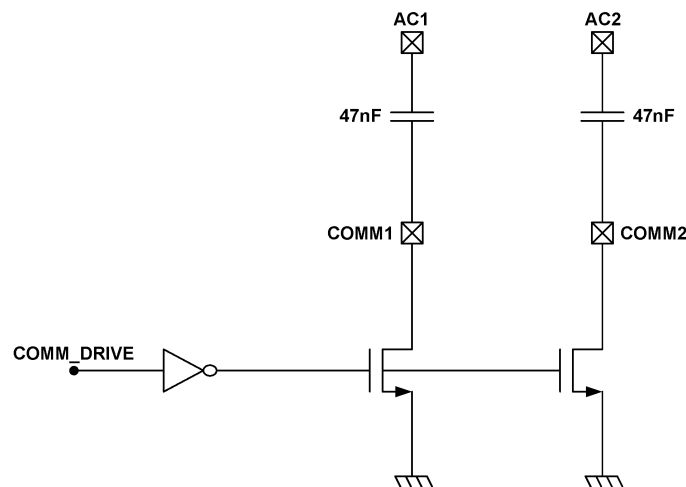 AC1
AC2
47nF
47nF
COMM1
COMM2
COMM_DRIVE